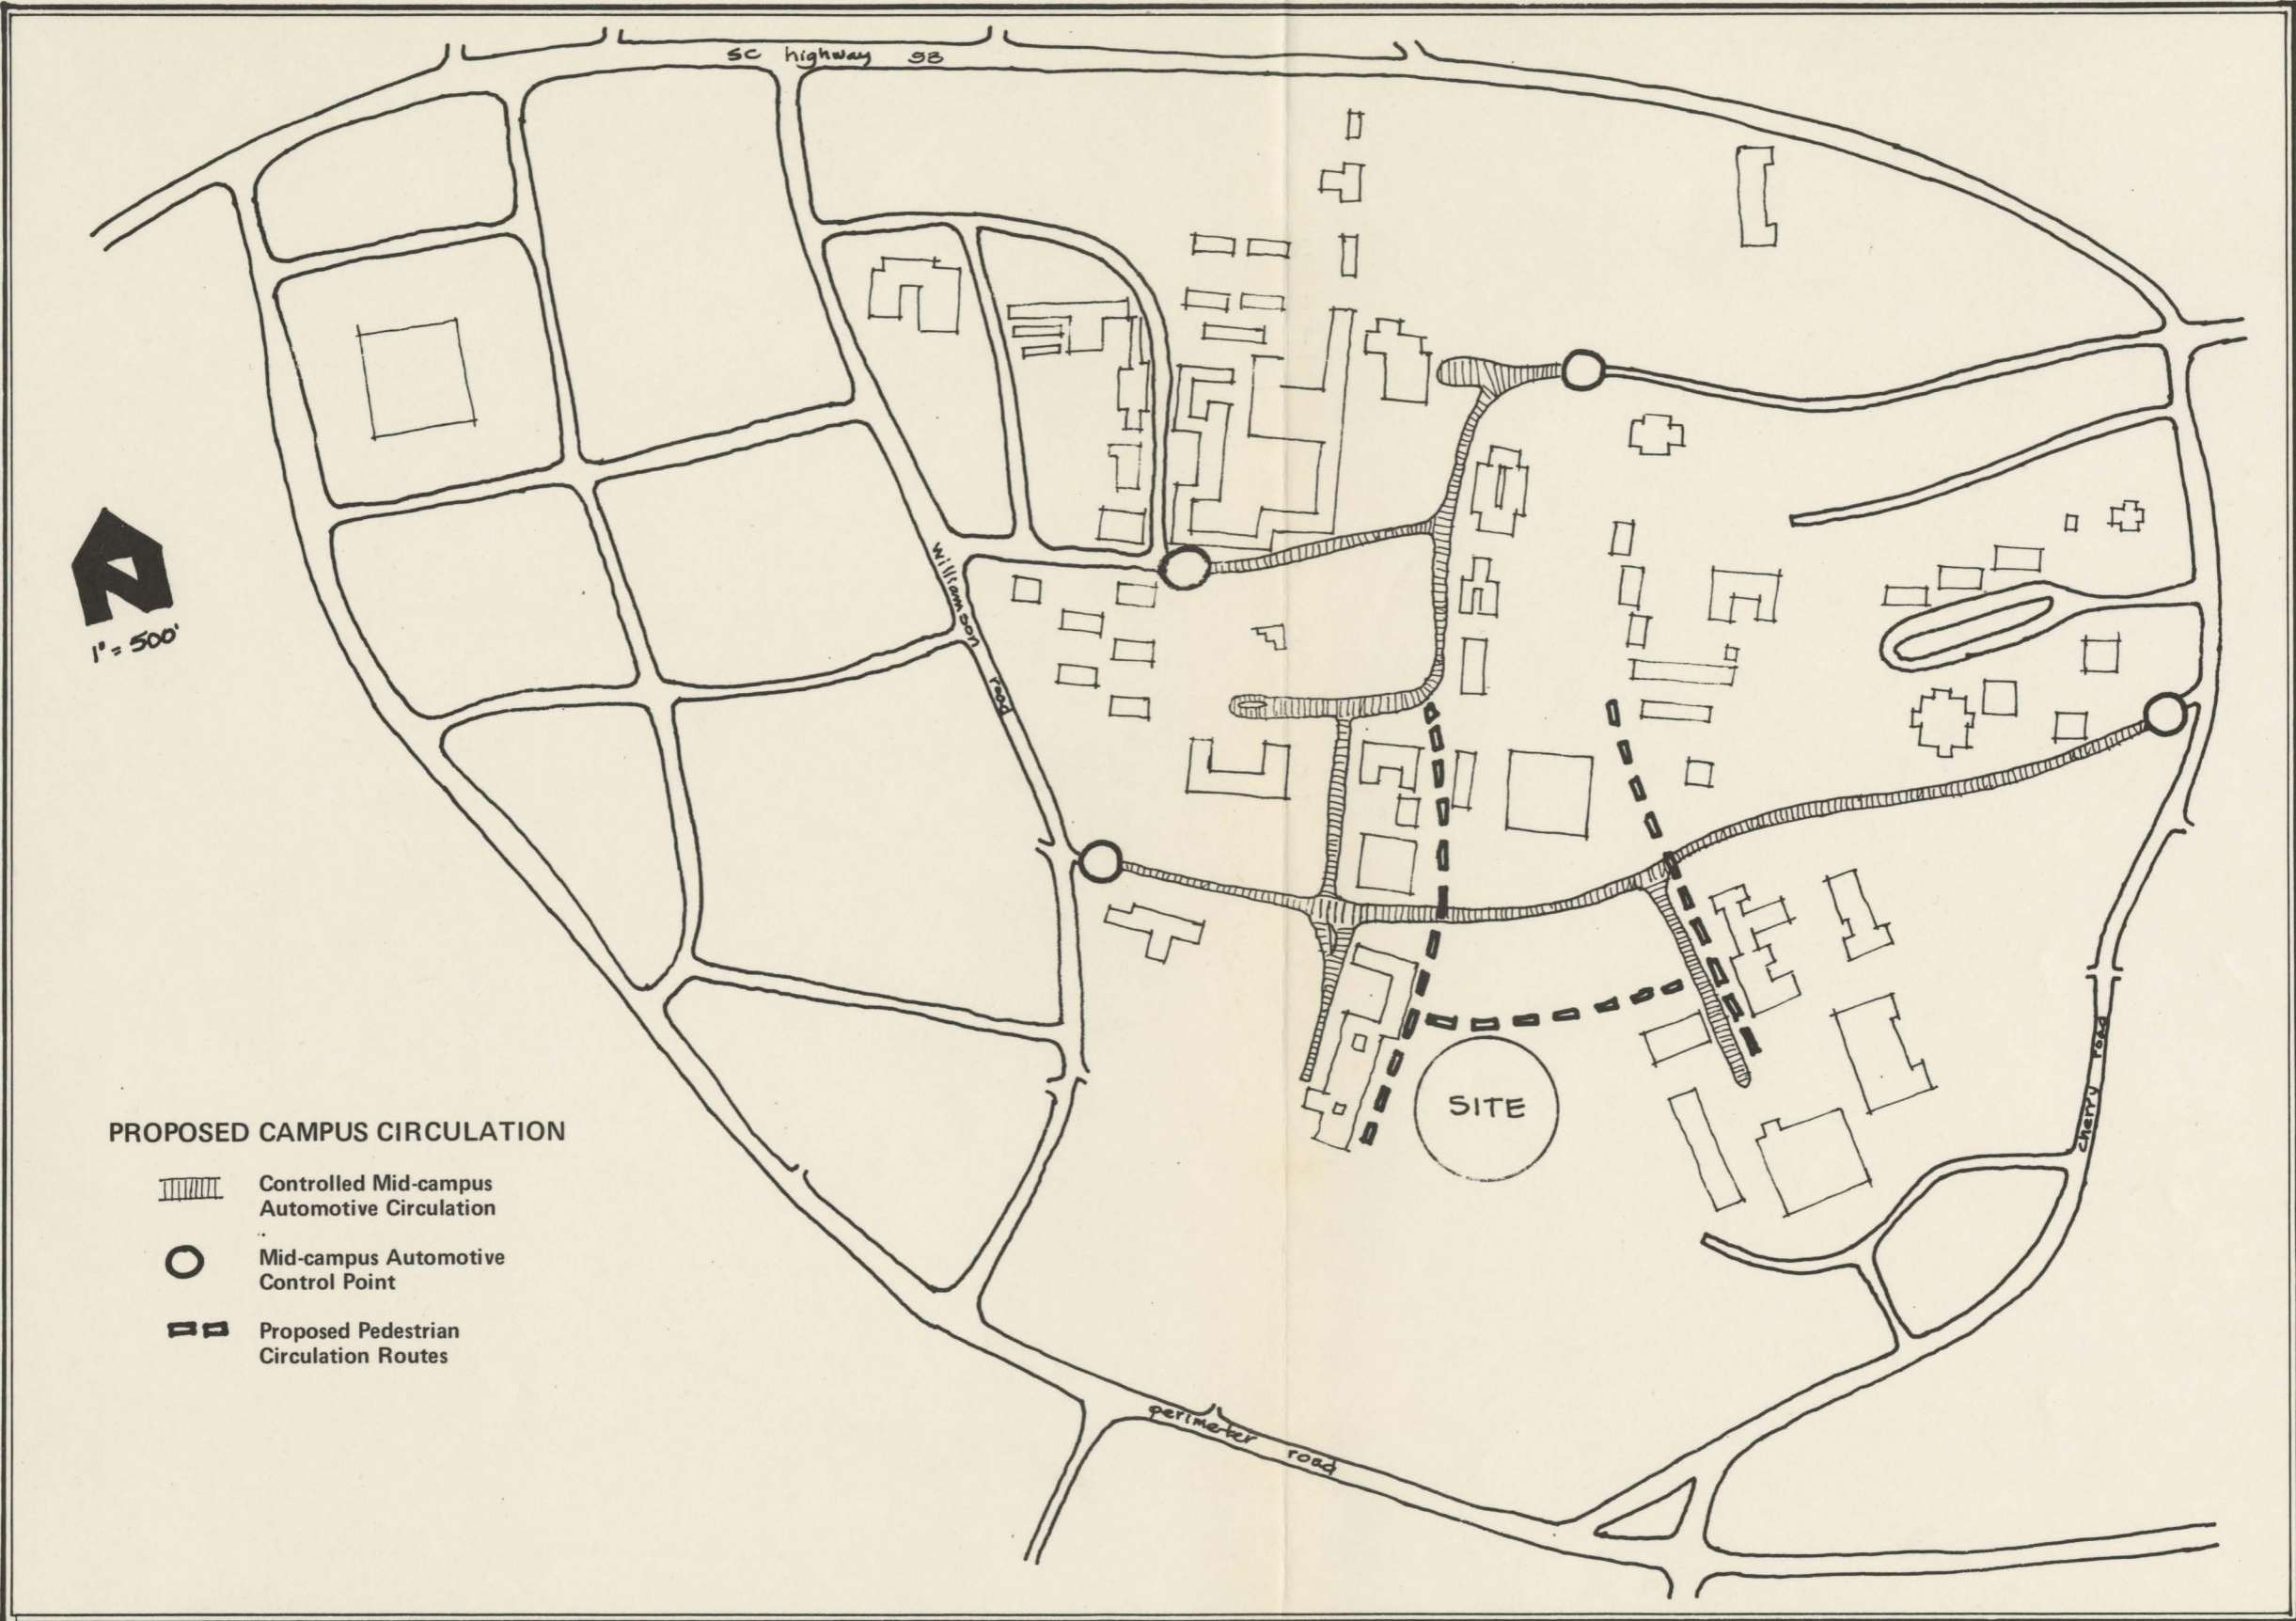 sc highway 93
williamson road
N
1" = 500'
SITE
cherry road
PROPOSED CAMPUS CIRCULATION
Controlled Mid-campus
Automotive Circulation
Mid-campus Automotive
Control Point
Proposed Pedestrian
Circulation Routes
perimeter road